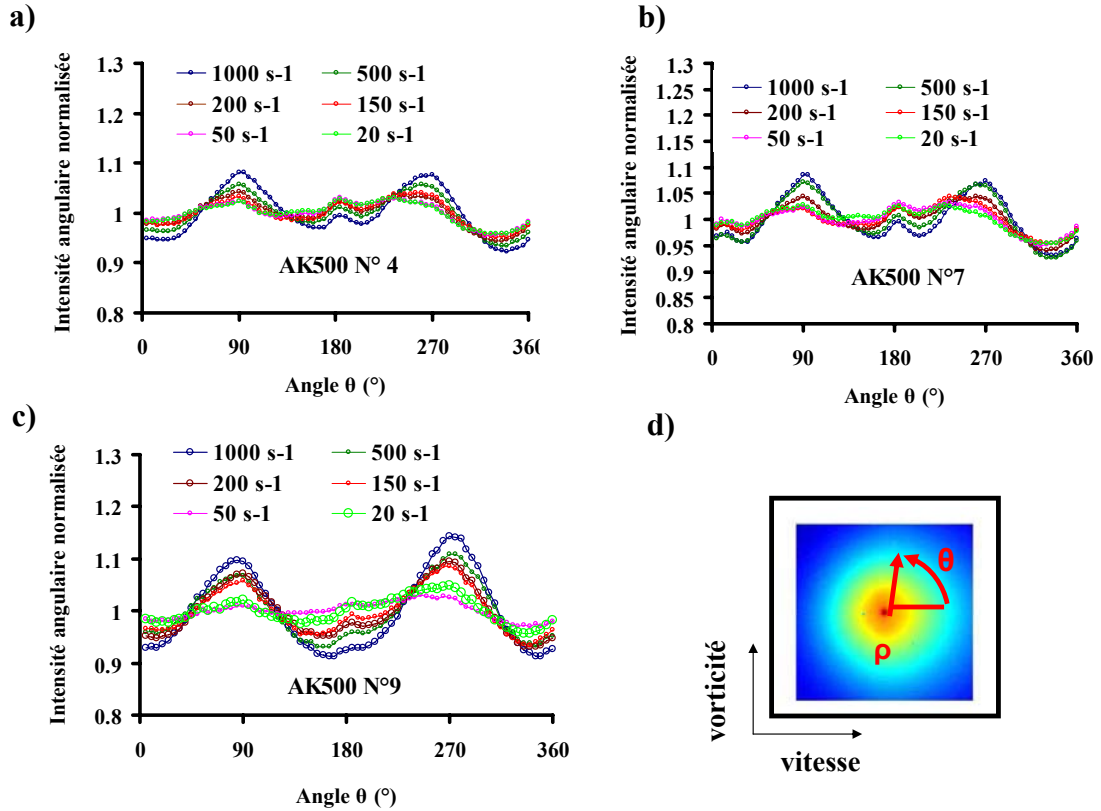 a)
Intensité angulaire normalisée
1.3
1.2
1.1
1
0.9
0.8
1000 s-1
500 s-1
200 s-1
150 s-1
50 s-1
20 s-1
AK500 N° 4
0
90
180
270
360
Angle θ (°)
b)
Intensité angulaire normalisée
1.3
1.25
1.2
1.15
1.1
1.05
1
0.95
0.9
0.85
0.8
1000 s-1
500 s-1
200 s-1
150 s-1
50 s-1
20 s-1
AK500 N°7
0
90
180
270
360
Angle θ (°)
c)
Intensité angulaire normalisée
1.3
1.2
1.1
1
0.9
0.8
1000 s-1
500 s-1
200 s-1
150 s-1
50 s-1
20 s-1
AK500 N°9
0
90
180
270
360
Angle θ (°)
d)
θ
ρ
vorticité
vitesse